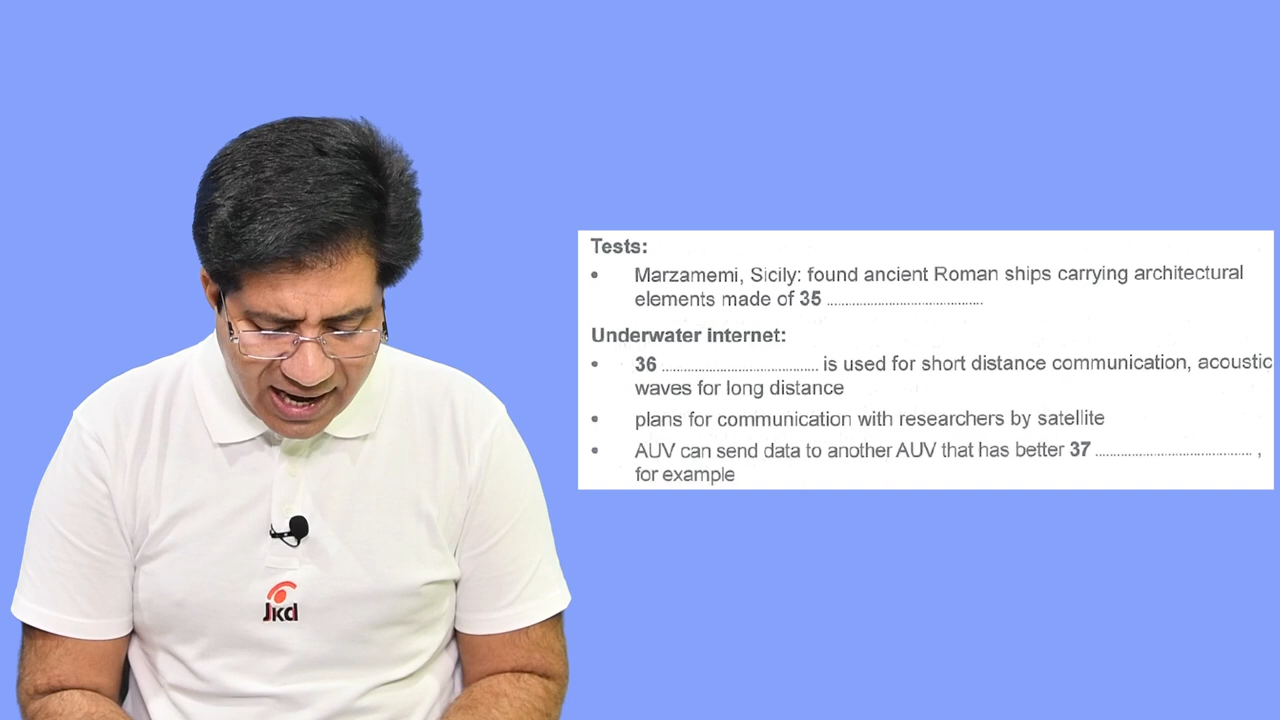 Tests:
• Marzamemi, Sicily: found ancient Roman ships carrying architectural
elements made of 35 ........................................
Underwater internet:
• 36 ........................................ is used for short distance communication, acoustic
waves for long distance
• plans for communication with researchers by satellite
• AUV can send data to another AUV that has better 37 ........................................ ,
for example
Jkd